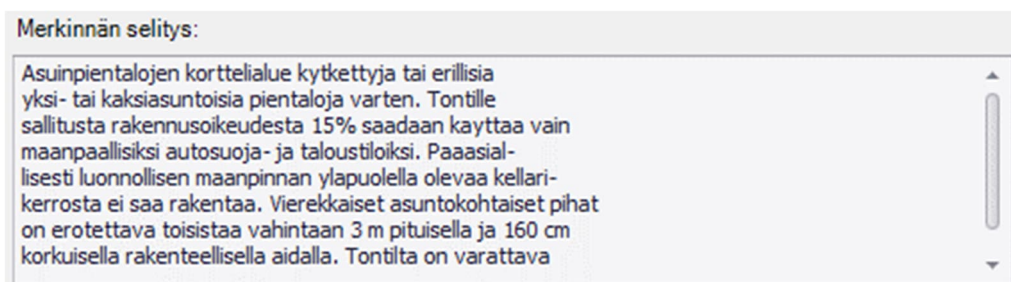 Merkinnän selitys:
Asuinpientalojen korttelialue kytkettyja tai erillisia
yksi- tai kaksiasuntoisia pientaloja varten. Tontille
sallitusta rakennusoikeudesta 15% saadaan kayttaa vain
maanpaallisiksi autosuoja- ja taloustiloiksi. Paaasial-
lisesti luonnollisen maanpinnan ylapuolella olevaa kellari-
kerrosta ei saa rakentaa. Vierekkaiset asuntokohtaiset pihat
on erotettava toisistaa vahintaan 3 m pituisella ja 160 cm
korkuisella rakenteellisella aidalla. Tontilta on varattava